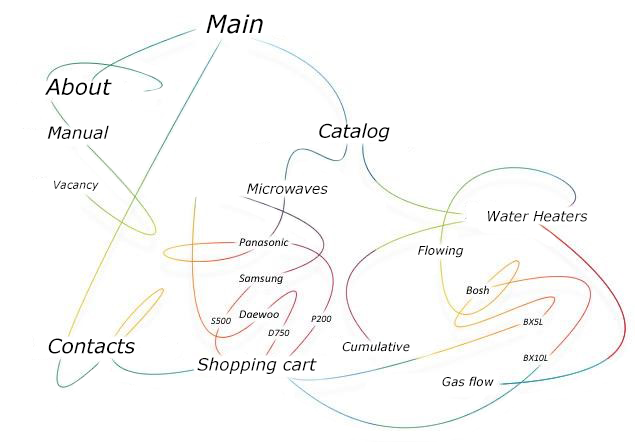 Main
About
Manual
Catalog
Vacancy
Microwaves
Water Heaters
Panasonic
Flowing
Samsung
Bosh
S500
Daewoo
D750
P200
BX5L
Contacts
Cumulative
Shopping cart
BX10L
Gas flow